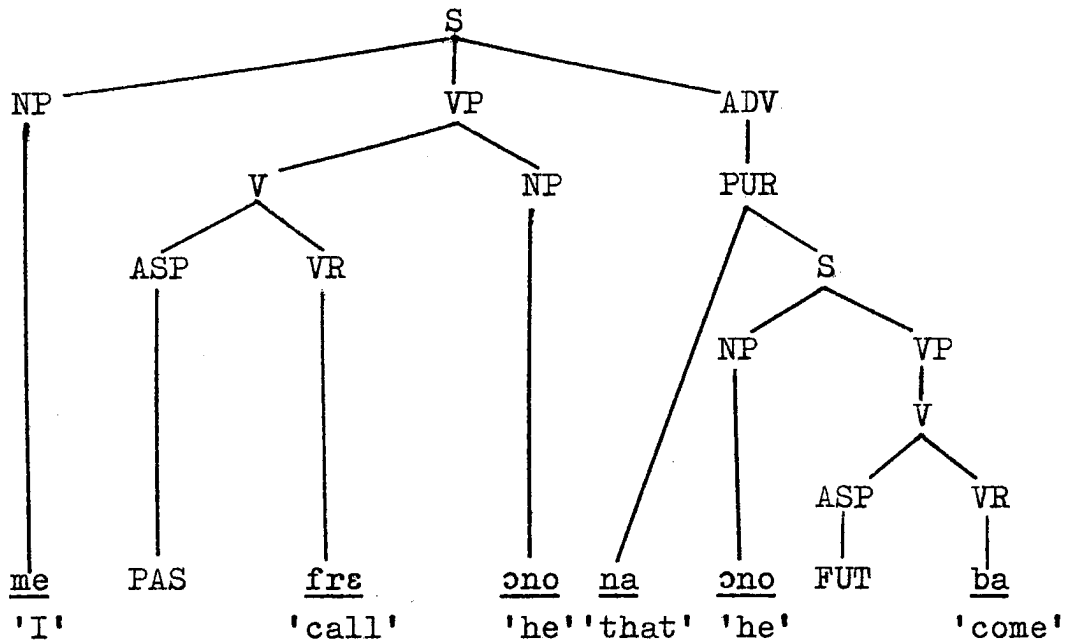 S
NP VP ADV
V NP PUR
ASP VR S
NP VP
V
ASP VR
me PAS frɛ ɔno na ɔno FUT ba
'I' 'call' 'he' 'that' 'he' 'come'